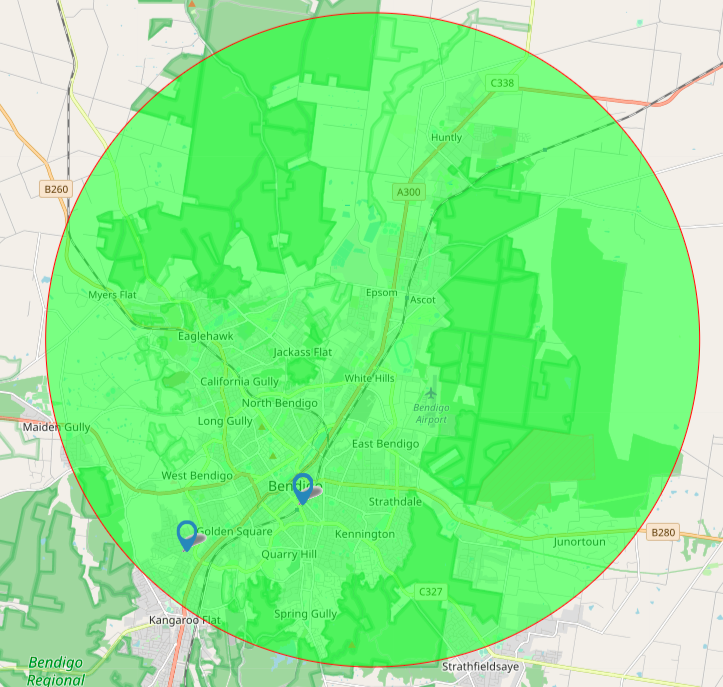 C338
Huntly
B260
A300
Myers Flat
Epsom
Ascot
Eaglehawk
Jackass Flat
California Gully
White Hills
North Bendigo
Bendigo
Airport
Long Gully
Maiden Gully
East Bendigo
West Bendigo
Bendigo
Strathdale
Golden Square
Kennington
B280
Junortoun
Quarry Hill
C327
Spring Gully
Kangaroo Flat
Bendigo
Regional
Strathfieldsaye